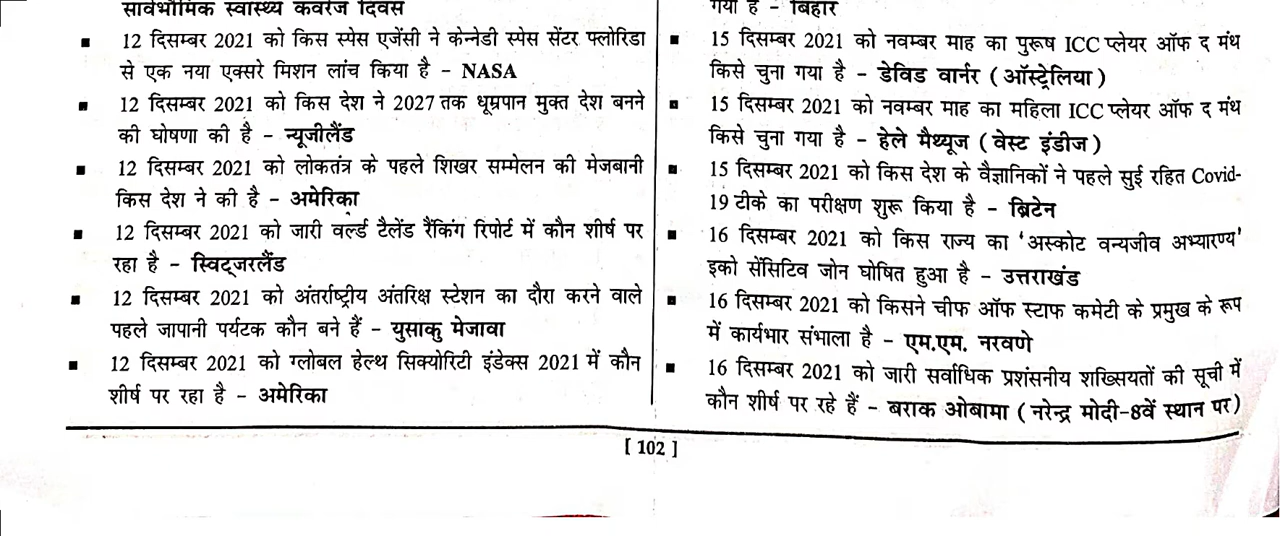 सार्वभौमिक स्वास्थ्य कवरेज दिवस
▪ 12 दिसम्बर 2021 को किस स्पेस एजेंसी ने केन्नेडी स्पेस सेंटर फ्लोरिडा
से एक नया एक्सरे मिशन लांच किया है – NASA
▪ 12 दिसम्बर 2021 को किस देश ने 2027 तक धूम्रपान मुक्त देश बनने
की घोषणा की है – न्यूजीलैंड
▪ 12 दिसम्बर 2021 को लोकतंत्र के पहले शिखर सम्मेलन की मेजबानी
किस देश ने की है – अमेरिका
▪ 12 दिसम्बर 2021 को जारी वर्ल्ड टैलेंड रैंकिंग रिपोर्ट में कौन शीर्ष पर
रहा है – स्विट्जरलैंड
▪ 12 दिसम्बर 2021 को अंतर्राष्ट्रीय अंतरिक्ष स्टेशन का दौरा करने वाले
पहले जापानी पर्यटक कौन बने हैं – युसाकु मेजावा
▪ 12 दिसम्बर 2021 को ग्लोबल हेल्थ सिक्योरिटी इंडेक्स 2021 में कौन
शीर्ष पर रहा है – अमेरिका
गया है – बिहार
▪ 15 दिसम्बर 2021 को नवम्बर माह का पुरूष ICC प्लेयर ऑफ द मंथ
किसे चुना गया है – डेविड वार्नर (ऑस्ट्रेलिया)
▪ 15 दिसम्बर 2021 को नवम्बर माह का महिला ICC प्लेयर ऑफ द मंथ
किसे चुना गया है – हेले मैथ्यूज (वेस्ट इंडीज)
▪ 15 दिसम्बर 2021 को किस देश के वैज्ञानिकों ने पहले सुई रहित Covid-
19 टीके का परीक्षण शुरू किया है – ब्रिटेन
▪ 16 दिसम्बर 2021 को किस राज्य का ‘अस्कोट वन्यजीव अभ्यारण्य’
इको सेंसिटिव जोन घोषित हुआ है – उत्तराखंड
▪ 16 दिसम्बर 2021 को किसने चीफ ऑफ स्टाफ कमेटी के प्रमुख के रूप
में कार्यभार संभाला है – एम.एम. नरवणे
▪ 16 दिसम्बर 2021 को जारी सर्वाधिक प्रशंसनीय शख्सियतों की सूची में
कौन शीर्ष पर रहे हैं – बराक ओबामा (नरेन्द्र मोदी-8वें स्थान पर)
[ 102 ]